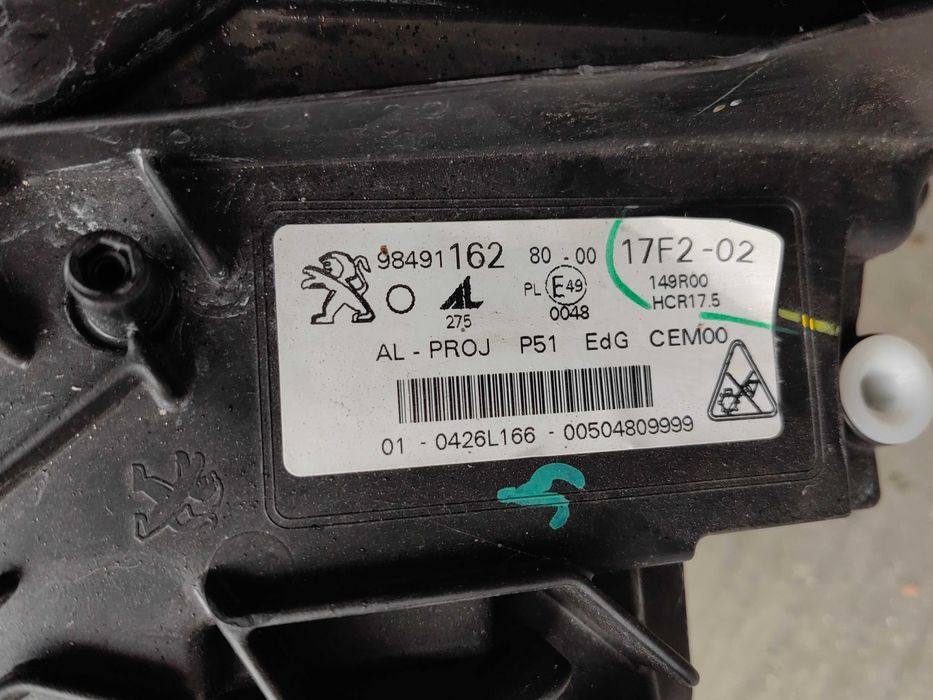 98491162 80 - 00 17F2 - 02
149R00
PL E49 HCR17.5
AL 275 0048
AL - PROJ P51 EdG CEM00
01 - 0426L166 - 00504809999